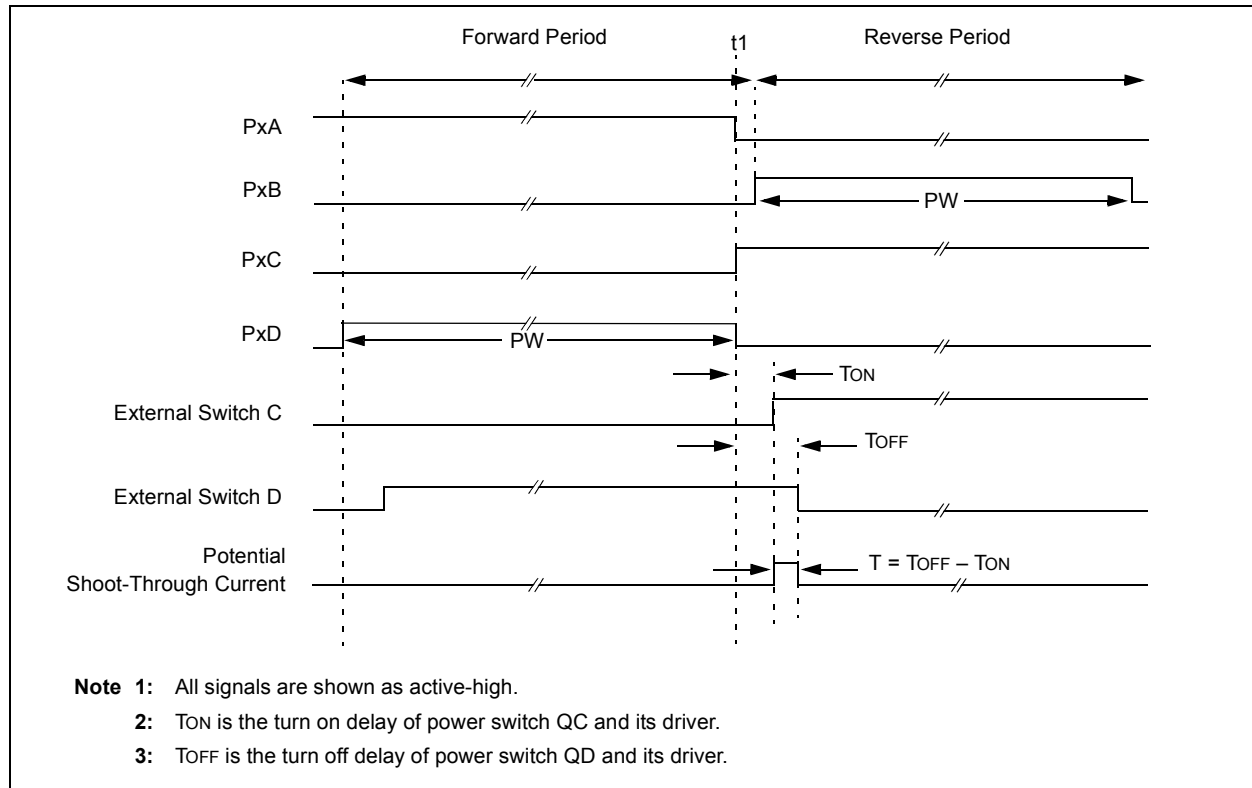 Forward Period
t1
Reverse Period
PxA
PxB
PW
PxC
PxD
PW
TON
External Switch C
TOFF
External Switch D
Potential
Shoot-Through Current
T = TOFF – TON
Note 1: All signals are shown as active-high.
2: TON is the turn on delay of power switch QC and its driver.
3: TOFF is the turn off delay of power switch QD and its driver.